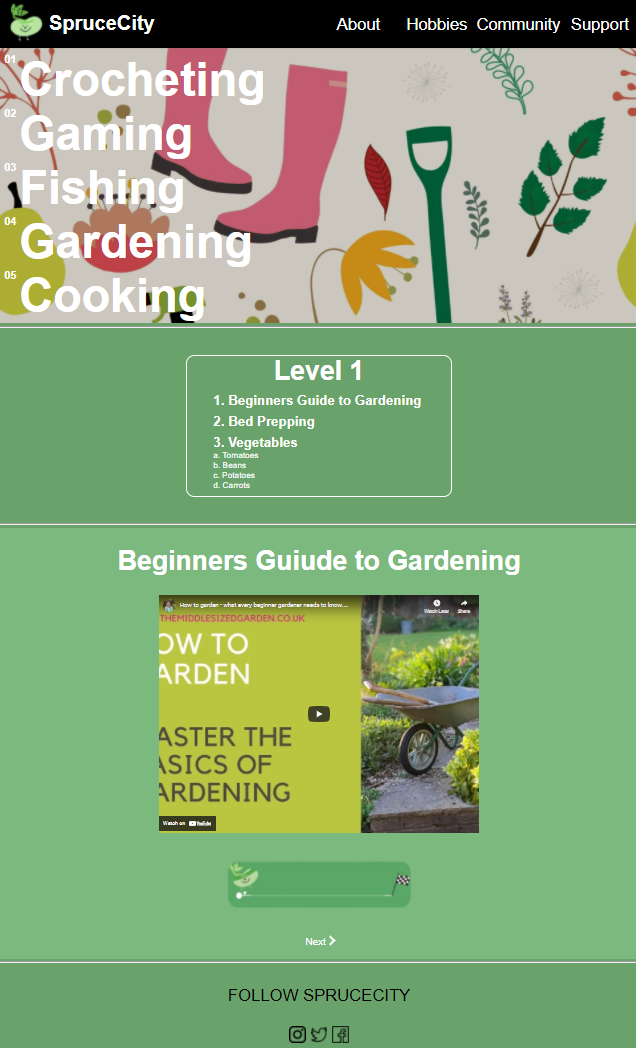 SpruceCity
About Hobbies Community Support
01
Crocheting
02
Gaming
03
Fishing
04
Gardening
05
Cooking
Level 1
1. Beginners Guide to Gardening
2. Bed Prepping
3. Vegetables
a. Tomatoes
b. Beans
c. Potatoes
d. Carrots
Beginners Guiude to Gardening
How to garden - what every beginner gardener needs to know....
Watch Later Share
THEMIDDLESIZEDGARDEN.CO.UK
OW TO
ARDEN
ASTER THE
ASICS OF
ARDENING
Watch on YouTube
Next
FOLLOW SPRUCECITY